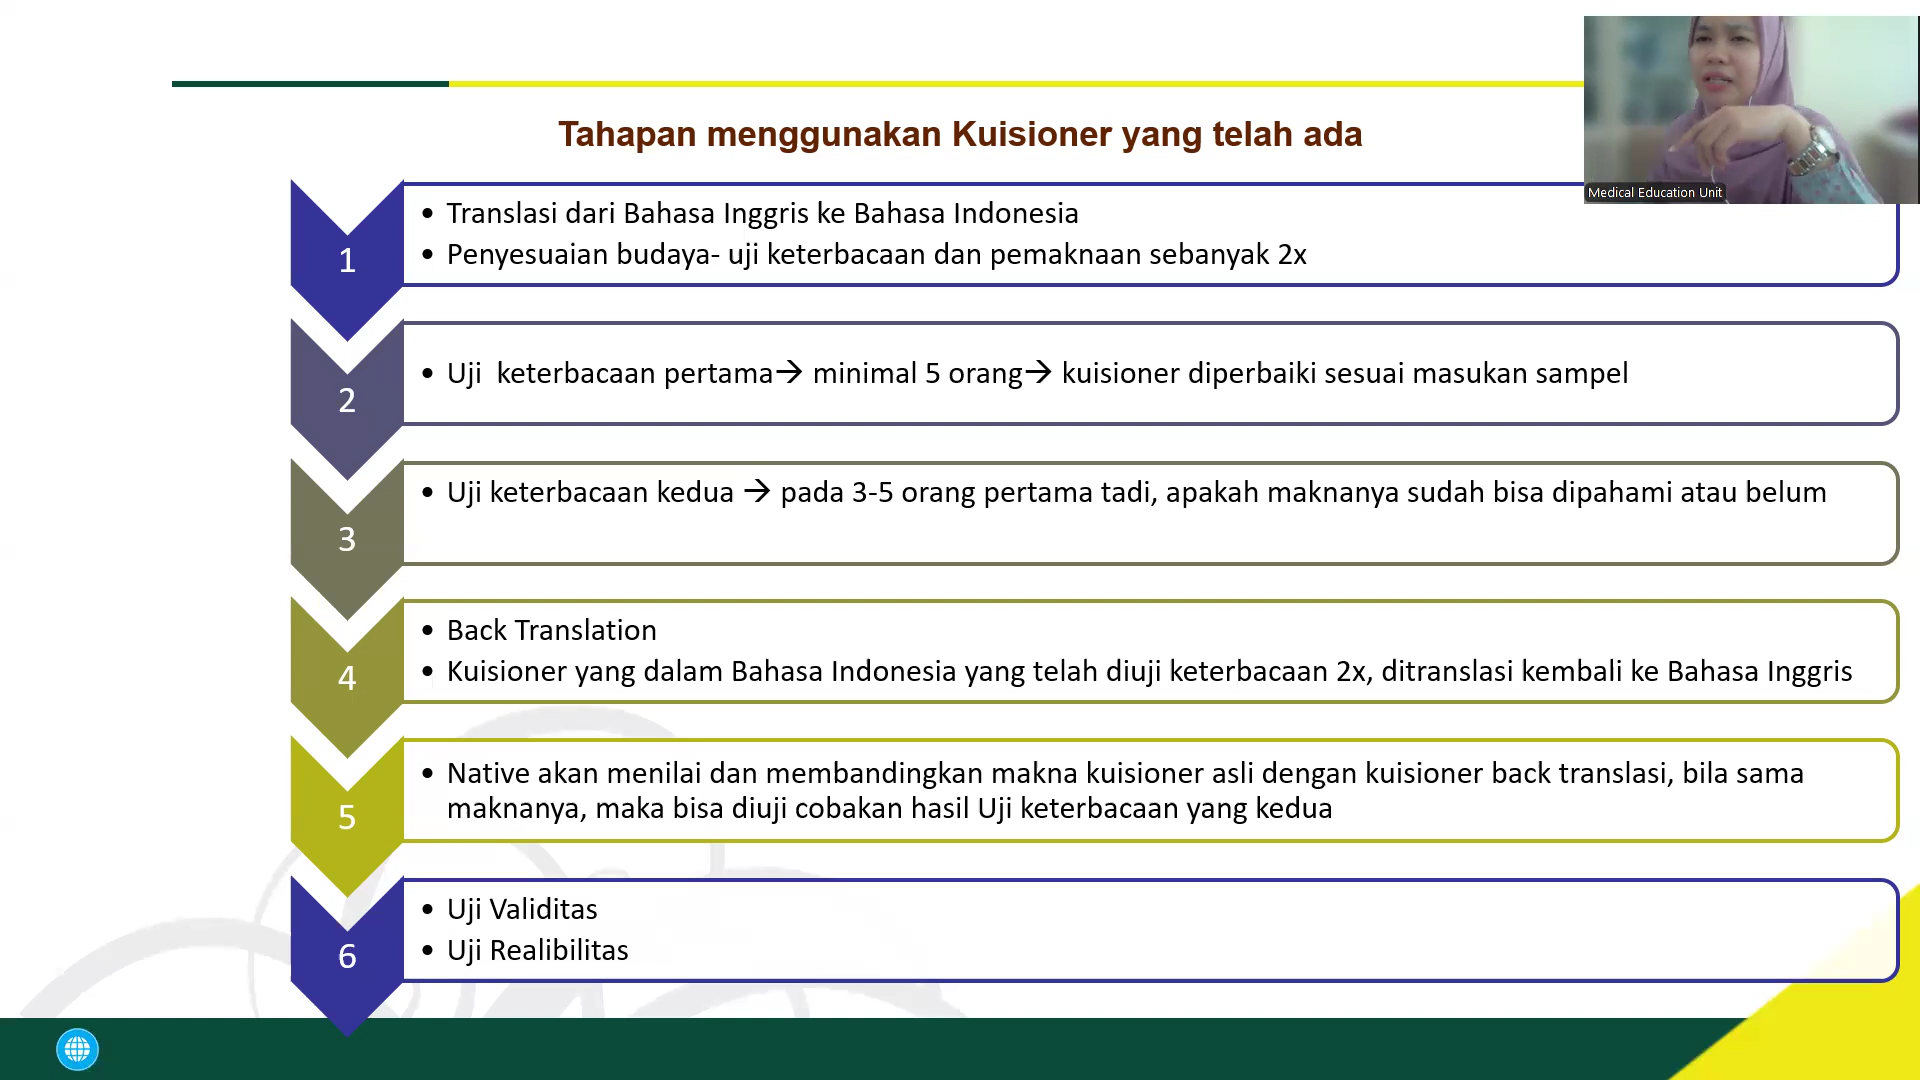 Tahapan menggunakan Kuisioner yang telah ada
Medical Education Unit
1
• Translasi dari Bahasa Inggris ke Bahasa Indonesia
• Penyesuaian budaya- uji keterbacaan dan pemaknaan sebanyak 2x
2
• Uji  keterbacaan pertama→ minimal 5 orang→ kuisioner diperbaiki sesuai masukan sampel
3
• Uji keterbacaan kedua → pada 3-5 orang pertama tadi, apakah maknanya sudah bisa dipahami atau belum
4
• Back Translation
• Kuisioner yang dalam Bahasa Indonesia yang telah diuji keterbacaan 2x, ditranslasi kembali ke Bahasa Inggris
5
• Native akan menilai dan membandingkan makna kuisioner asli dengan kuisioner back translasi, bila sama
maknanya, maka bisa diuji cobakan hasil Uji keterbacaan yang kedua
6
• Uji Validitas
• Uji Realibilitas